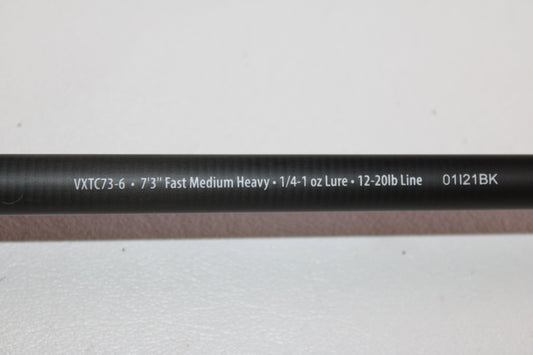 VXTC73-6 • 7'3" Fast Medium Heavy • 1/4-1 oz Lure • 12-20lb Line 01I21BK